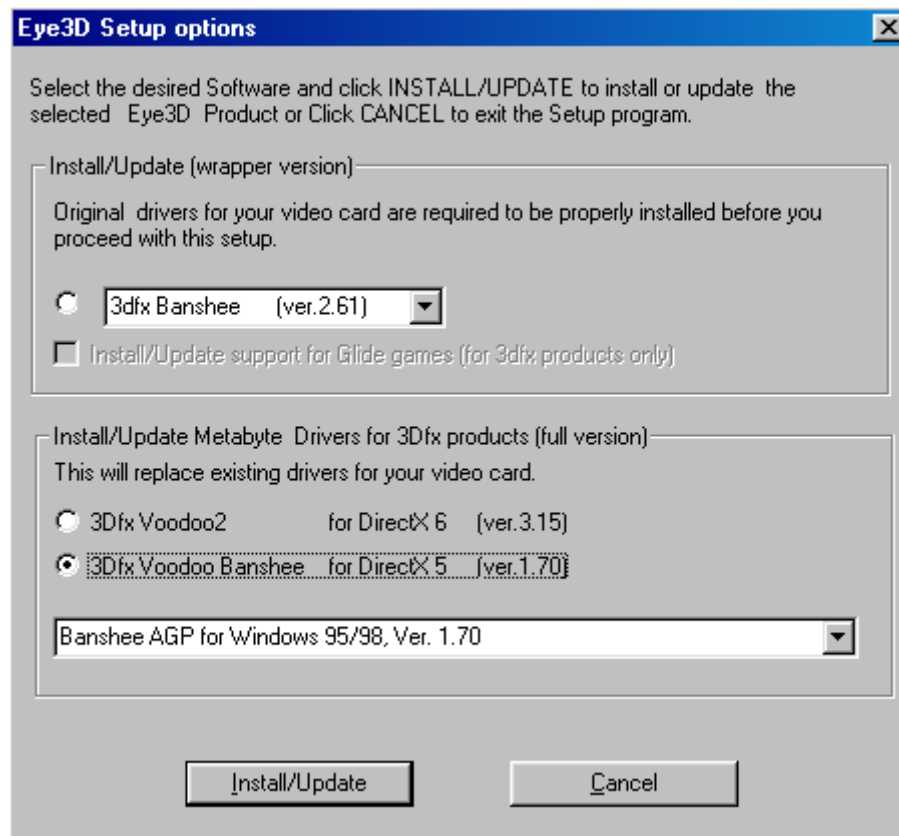 Eye3D Setup options
Select the desired Software and click INSTALL/UPDATE to install or update the
selected Eye3D Product or Click CANCEL to exit the Setup program.
Install/Update (wrapper version)
Original drivers for your video card are required to be properly installed before you
proceed with this setup.
3dfx Banshee (ver.2.61)
Install/Update support for Glide games (for 3dfx products only)
Install/Update Metabyte Drivers for 3Dfx products (full version)
This will replace existing drivers for your video card.
3Dfx Voodoo2 for DirectX 6 (ver.3.15)
3Dfx Voodoo Banshee for DirectX 5 (ver.1.70)
Banshee AGP for Windows 95/98, Ver. 1.70
Install/Update Cancel